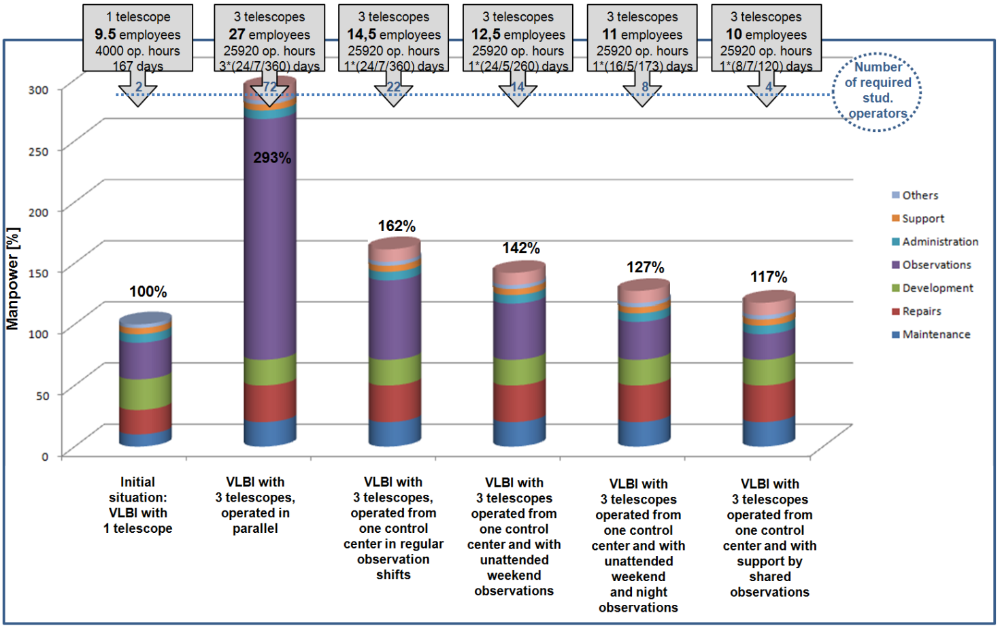 1 telescope
9.5 employees
4000 op. hours
167 days
2
3 telescopes
27 employees
25920 op. hours
3*(24/7/360) days
72
3 telescopes
14,5 employees
25920 op. hours
1*(24/7/360) days
22
3 telescopes
12,5 employees
25920 op. hours
1*(24/5/260) days
14
3 telescopes
11 employees
25920 op. hours
1*(16/5/173) days
8
3 telescopes
10 employees
25920 op. hours
1*(8/7/120) days
4
Number
of required
stud.
operators
Manpower [%]
300
250
200
150
100
50
0
100%
293%
162%
142%
127%
117%
Others
Support
Administration
Observations
Development
Repairs
Maintenance
Initial
situation:
VLBI with
1 telescope
VLBI with
3 telescopes,
operated in
parallel
VLBI with
3 telescopes,
operated from
one control
center in regular
observation
shifts
VLBI with
3 telescopes
operated from
one control
center and with
unattended
weekend
observations
VLBI with
3 telescopes
operated from
one control
center and with
unattended
weekend
and night
observations
VLBI with
3 telescopes
operated from
one control
center and with
support by
shared
observations